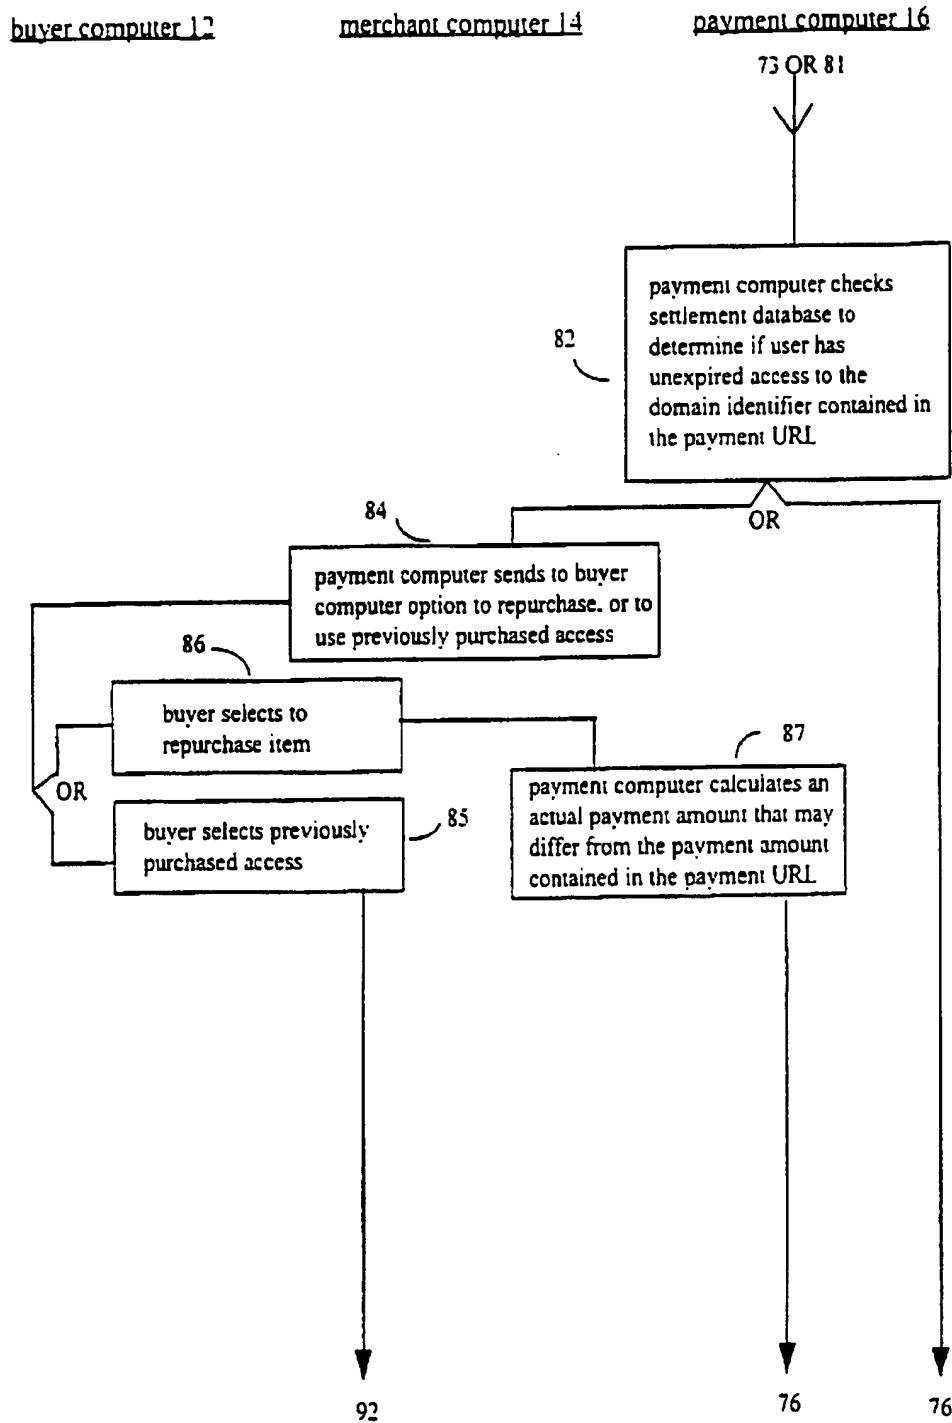 buyer computer 12
merchant computer 14
payment computer 16
73 OR 81
82
payment computer checks
settlement database to
determine if user has
unexpired access to the
domain identifier contained in
the payment URL
OR
84
payment computer sends to buyer
computer option to repurchase, or to
use previously purchased access
86
buyer selects to
repurchase item
OR
87
payment computer calculates an
actual payment amount that may
differ from the payment amount
contained in the payment URL
85
buyer selects previously
purchased access
92
76
76